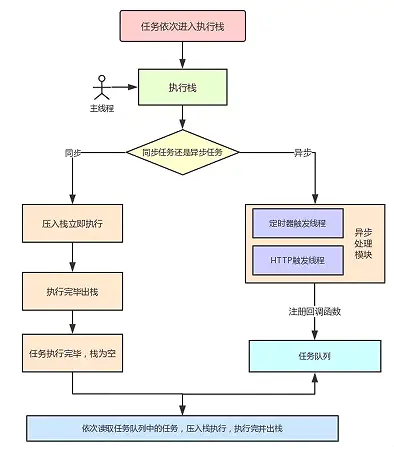 任务依次进入执行栈
执行栈
主线程
同步任务还是异步任务
同步
异步
压入栈立即执行
定时器触发线程
HTTP触发线程
异步
处理
模块
执行完毕出栈
注册回调函数
任务执行完毕，栈为空
任务队列
依次读取任务队列中的任务，压入栈执行，执行完并出栈